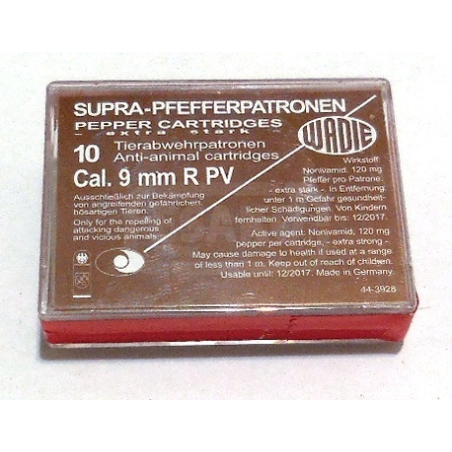 SUPRA-PFEFFERPATRONEN
PEPPER CARTRIDGES
- extra stark -
WADIE
10 Tierabwehrpatronen
Anti-animal cartridges
Cal. 9 mm R PV
Ausschließlich zur Bekämpfung
von angreifenden gefährlichen,
bösartigen Tieren.
Only for the repelling of
attacking dangerous
and vicious animals.
Wirkstoff:
Nonivamid: 120 mg
Pfeffer pro Patrone.
- extra stark -. In Entfernung:
unter 1 m Gefahr gesundheit-
licher Schädigungen. Von Kindern
fernheiten. Verwendbar bis: 12/2017.
Active agent: Nonivamid, 120 mg
pepper per cartridge, - extra strong -.
May cause damage to health if used at a range
of less than 1 m. Keep out of reach of children.
Usable until: 12/2017. Made in Germany.
44-3928